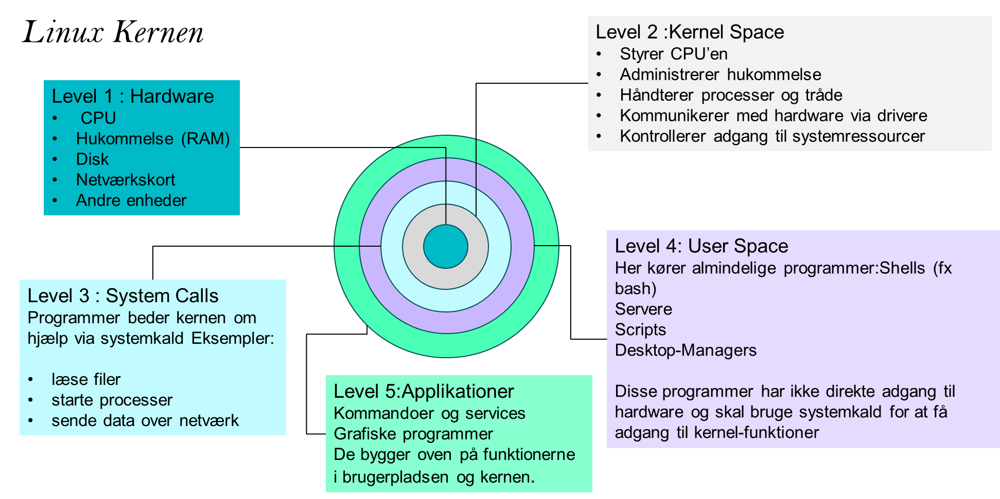 Linux Kernen
Level 1 : Hardware
• CPU
• Hukommelse (RAM)
• Disk
• Netværkskort
• Andre enheder
Level 2 :Kernel Space
• Styrer CPU’en
• Administrerer hukommelse
• Håndterer processer og tråde
• Kommunikerer med hardware via drivere
• Kontrollerer adgang til systemressourcer
Level 3 : System Calls
Programmer beder kernen om
hjælp via systemkald Eksempler:
• læse filer
• starte processer
• sende data over netværk
Level 4: User Space
Her kører almindelige programmer:Shells (fx
bash)
Servere
Scripts
Desktop-Managers
Disse programmer har ikke direkte adgang til
hardware og skal bruge systemkald for at få
adgang til kernel-funktioner
Level 5:Applikationer
Kommandoer og services
Grafiske programmer
De bygger oven på funktionerne
i brugerpladsen og kernen.